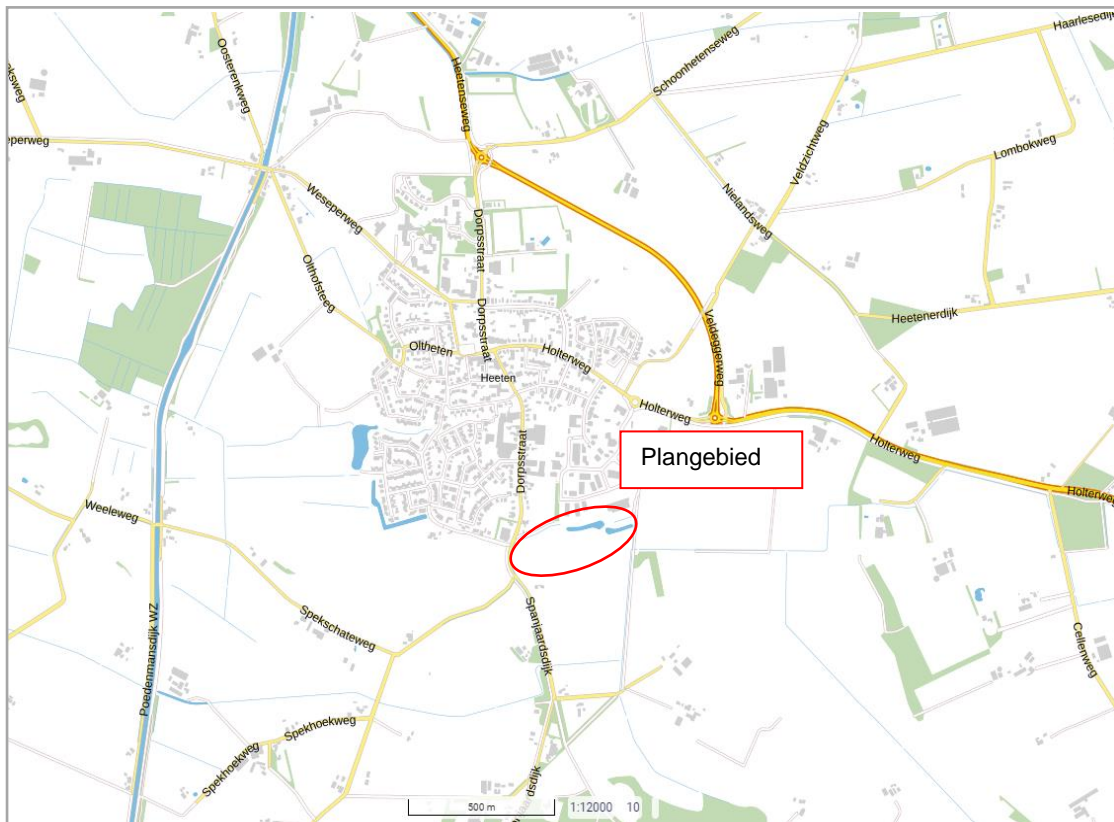 Haarlesedijk
Oosterenkweg
Heetenseweg
Schoonhetenseweg
eksweg
eperweg
Lombokweg
Veldzichtweg
Nielandsweg
Weseperweg
Dorpsstraat
Olthofsteeg
Dorpsstraat
Veldeggerweg
Heetenerdijk
Oltheten
Holterweg
Heeten
Holterweg
Holterweg
Dorpsstraat
Plangebied
Holterweg
Weeleweg
Spekschateweg
Spanjaardsdijk
Cellenweg
Poedenmansdijk WZ
Spekhoekweg
Spekhoekweg
dsdijk
500 m
1:12000
10